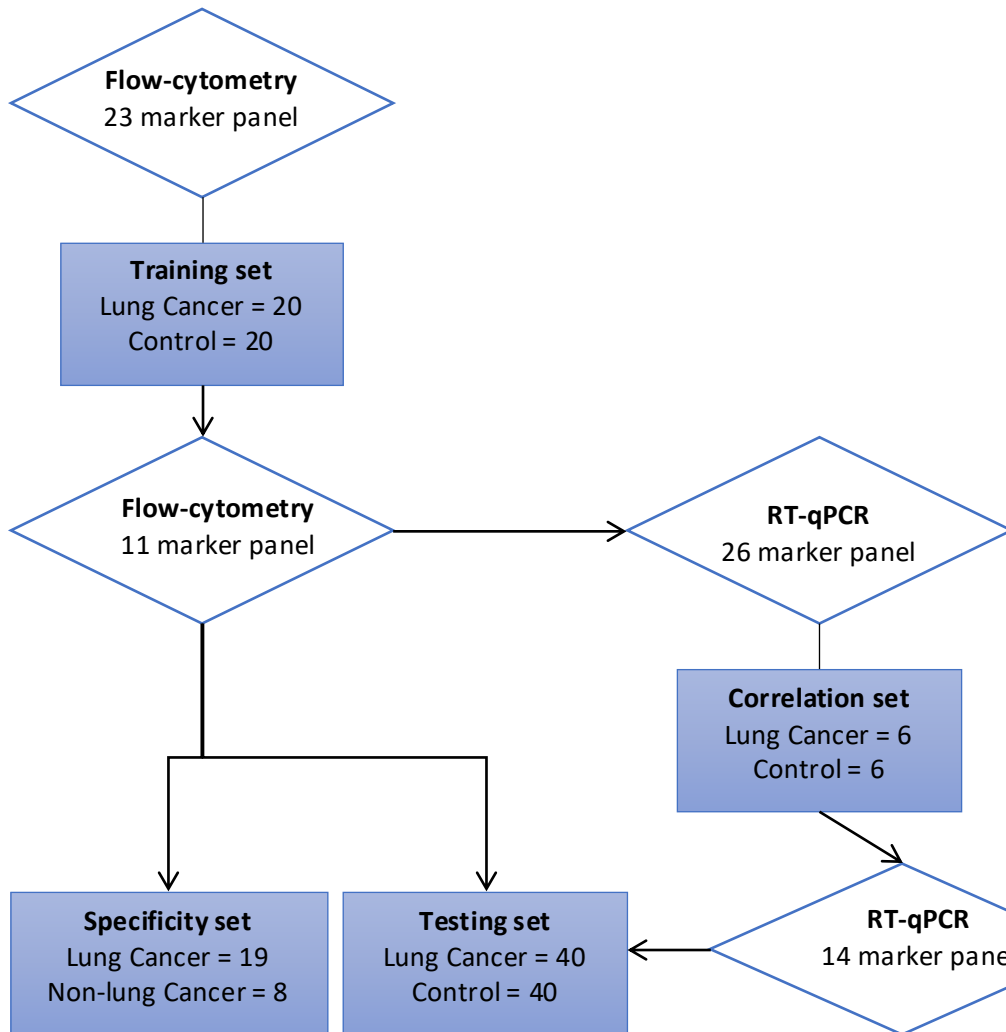 Flow-cytometry
23 marker panel
Training set
Lung Cancer = 20
Control = 20
Flow-cytometry
11 marker panel
RT-qPCR
26 marker panel
Correlation set
Lung Cancer = 6
Control = 6
Specificity set
Lung Cancer = 19
Non-lung Cancer = 8
Testing set
Lung Cancer = 40
Control = 40
RT-qPCR
14 marker pane